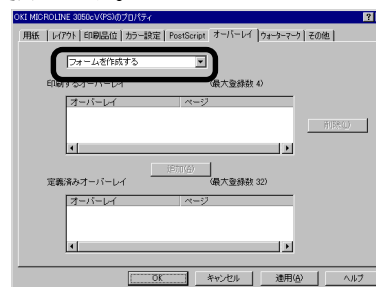 OKI MICROLINE 3050cV(PS)のプロパティ
用紙 レイアウト 印刷品位 カラー設定 PostScript オーバーレイ ウォーターマーク その他
フォームを作成する
印刷するオーバーレイ (最大登録数 4)
オーバーレイ ページ
削除(L)
追加(A)
定義済みオーバーレイ (最大登録数 32)
オーバーレイ ページ
OK キャンセル 適用(A) ヘルプ